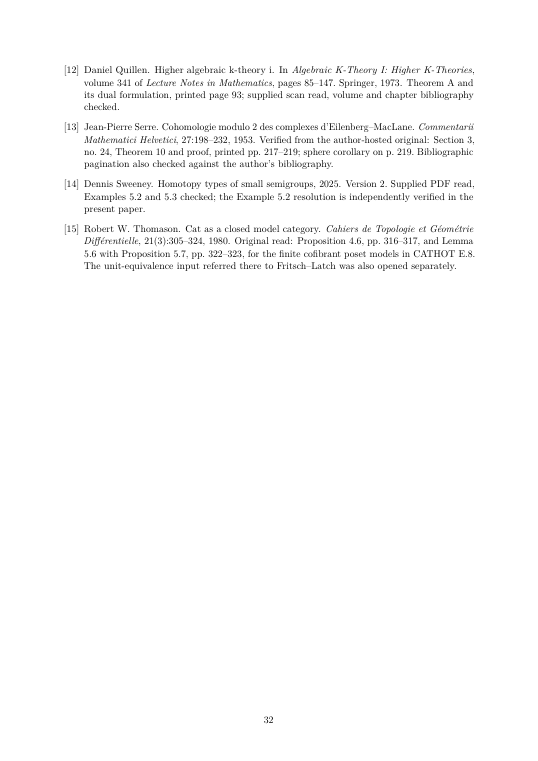 [12] Daniel Quillen. Higher algebraic k-theory i. In Algebraic K-Theory I: Higher K-Theories,
volume 341 of Lecture Notes in Mathematics, pages 85–147. Springer, 1973. Theorem A and
its dual formulation, printed page 93; supplied scan read, volume and chapter bibliography
checked.
[13] Jean-Pierre Serre. Cohomologie modulo 2 des complexes d'Eilenberg–MacLane. Commentarii
Mathematici Helvetici, 27:198–232, 1953. Verified from the author-hosted original: Section 3,
no. 24, Theorem 10 and proof, printed pp. 217–219; sphere corollary on p. 219. Bibliographic
pagination also checked against the author's bibliography.
[14] Dennis Sweeney. Homotopy types of small semigroups, 2025. Version 2. Supplied PDF read,
Examples 5.2 and 5.3 checked; the Example 5.2 resolution is independently verified in the
present paper.
[15] Robert W. Thomason. Cat as a closed model category. Cahiers de Topologie et Géométrie
Différentielle, 21(3):305–324, 1980. Original read: Proposition 4.6, pp. 316–317, and Lemma
5.6 with Proposition 5.7, pp. 322–323, for the finite cofibrant poset models in CATHOT E.8.
The unit-equivalence input referred there to Fritsch–Latch was also opened separately.
32